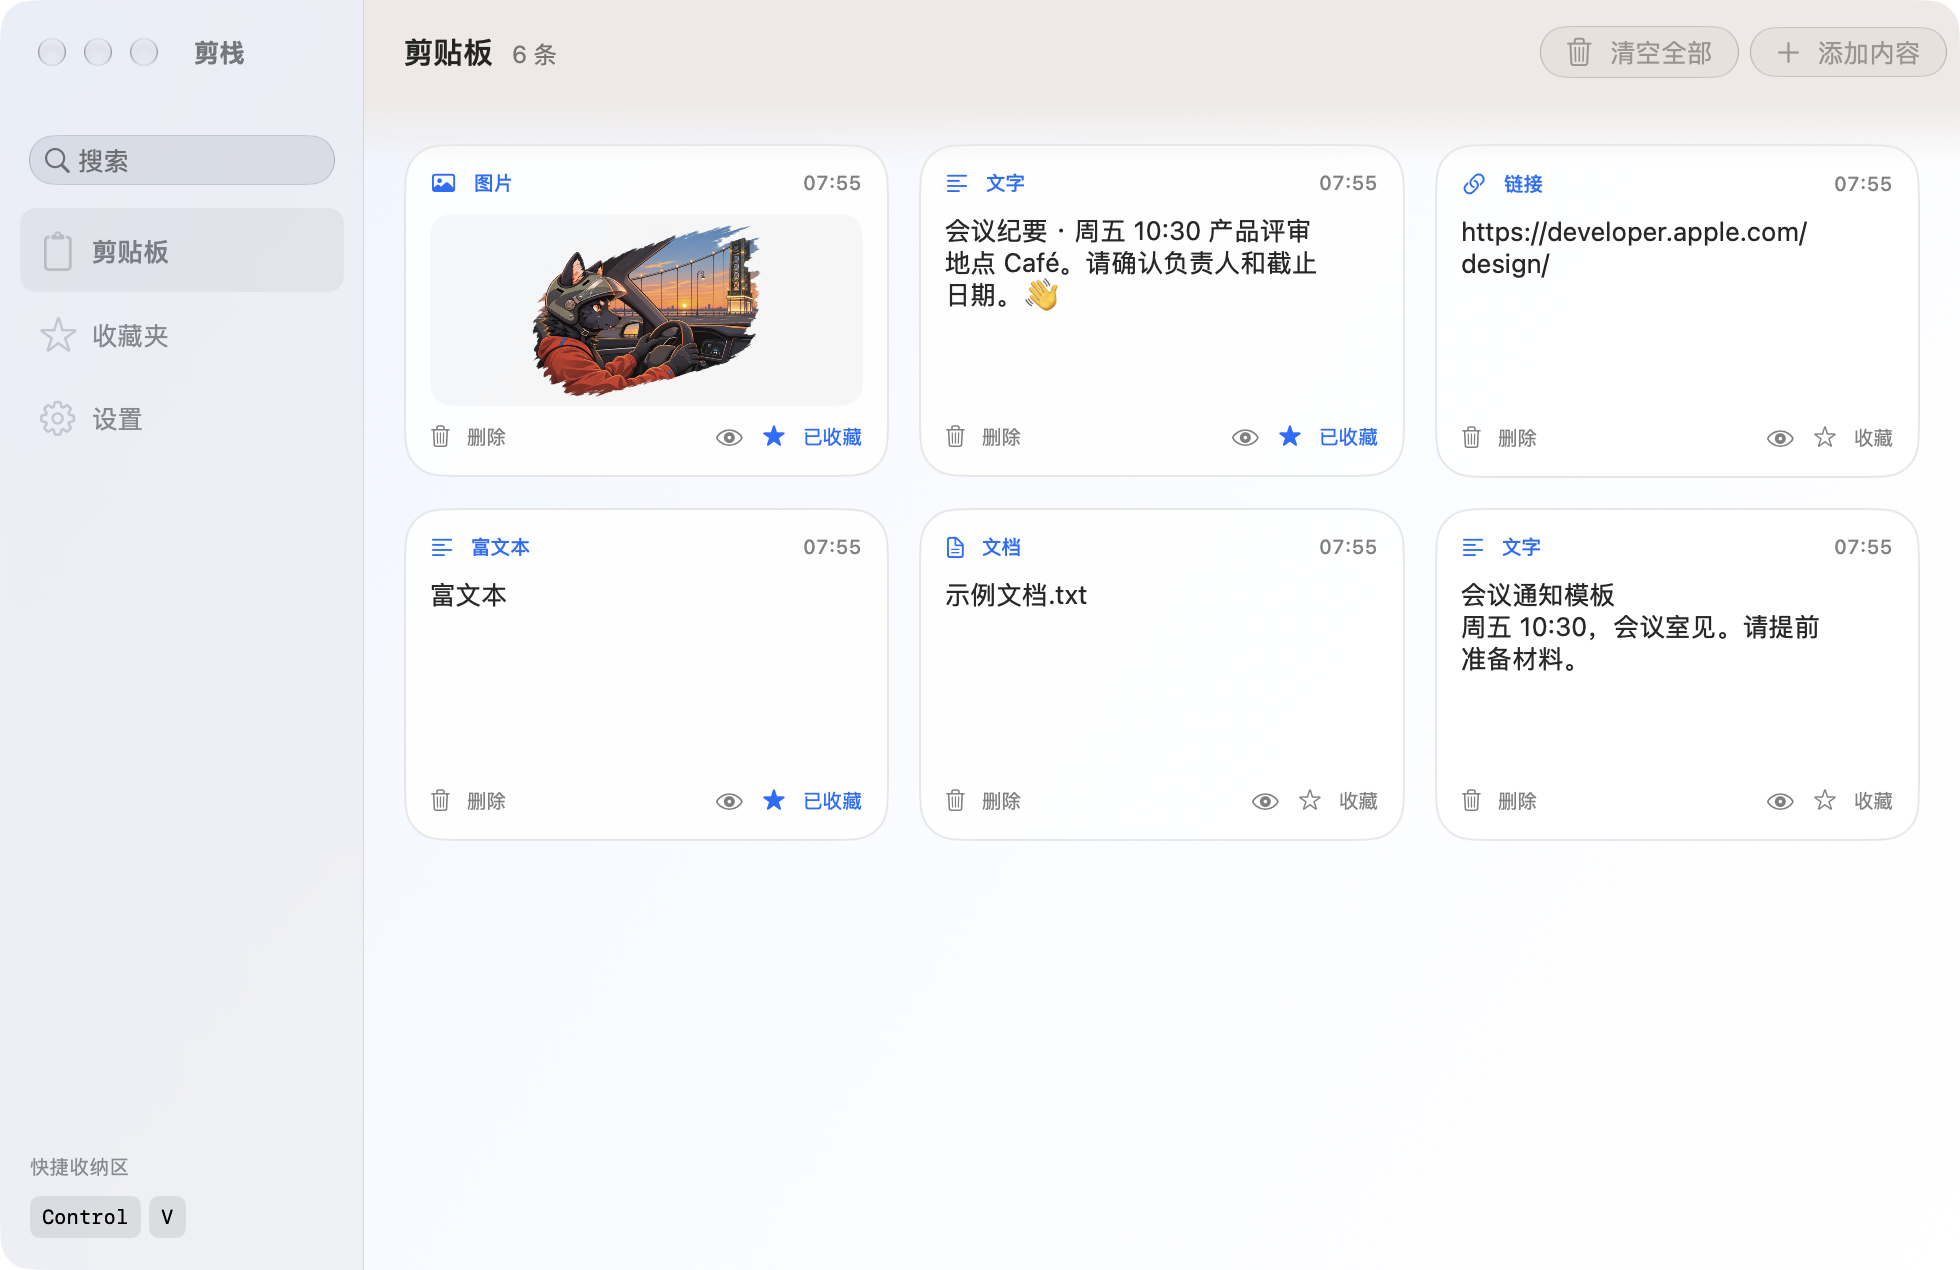 剪栈
搜索
剪贴板
收藏夹
设置
快捷收纳区
Control V
剪贴板 6 条
清空全部
添加内容
图片 07:55
删除 已收藏
文字 07:55
会议纪要 · 周五 10:30 产品评审
地点 Café。请确认负责人和截止
日期。👋
删除 已收藏
链接 07:55
https://developer.apple.com/
design/
删除 收藏
富文本 07:55
富文本
删除 已收藏
文档 07:55
示例文档.txt
删除 收藏
文字 07:55
会议通知模板
周五 10:30，会议室见。请提前
准备材料。
删除 收藏